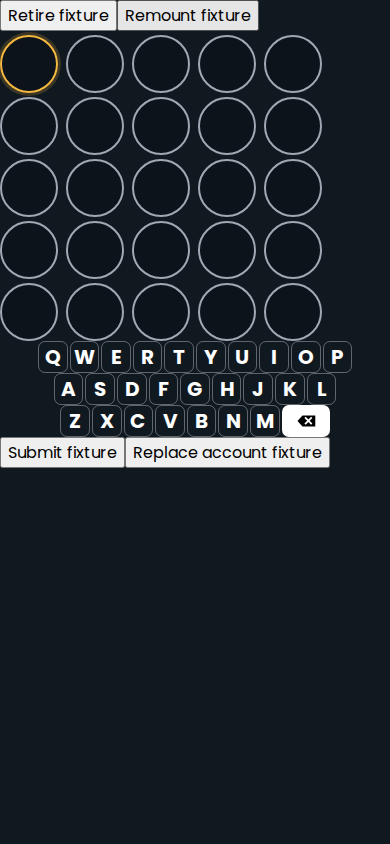 Retire fixture Remount fixture
Q W E R T Y U I O P
A S D F G H J K L
Z X C V B N M
Submit fixture Replace account fixture